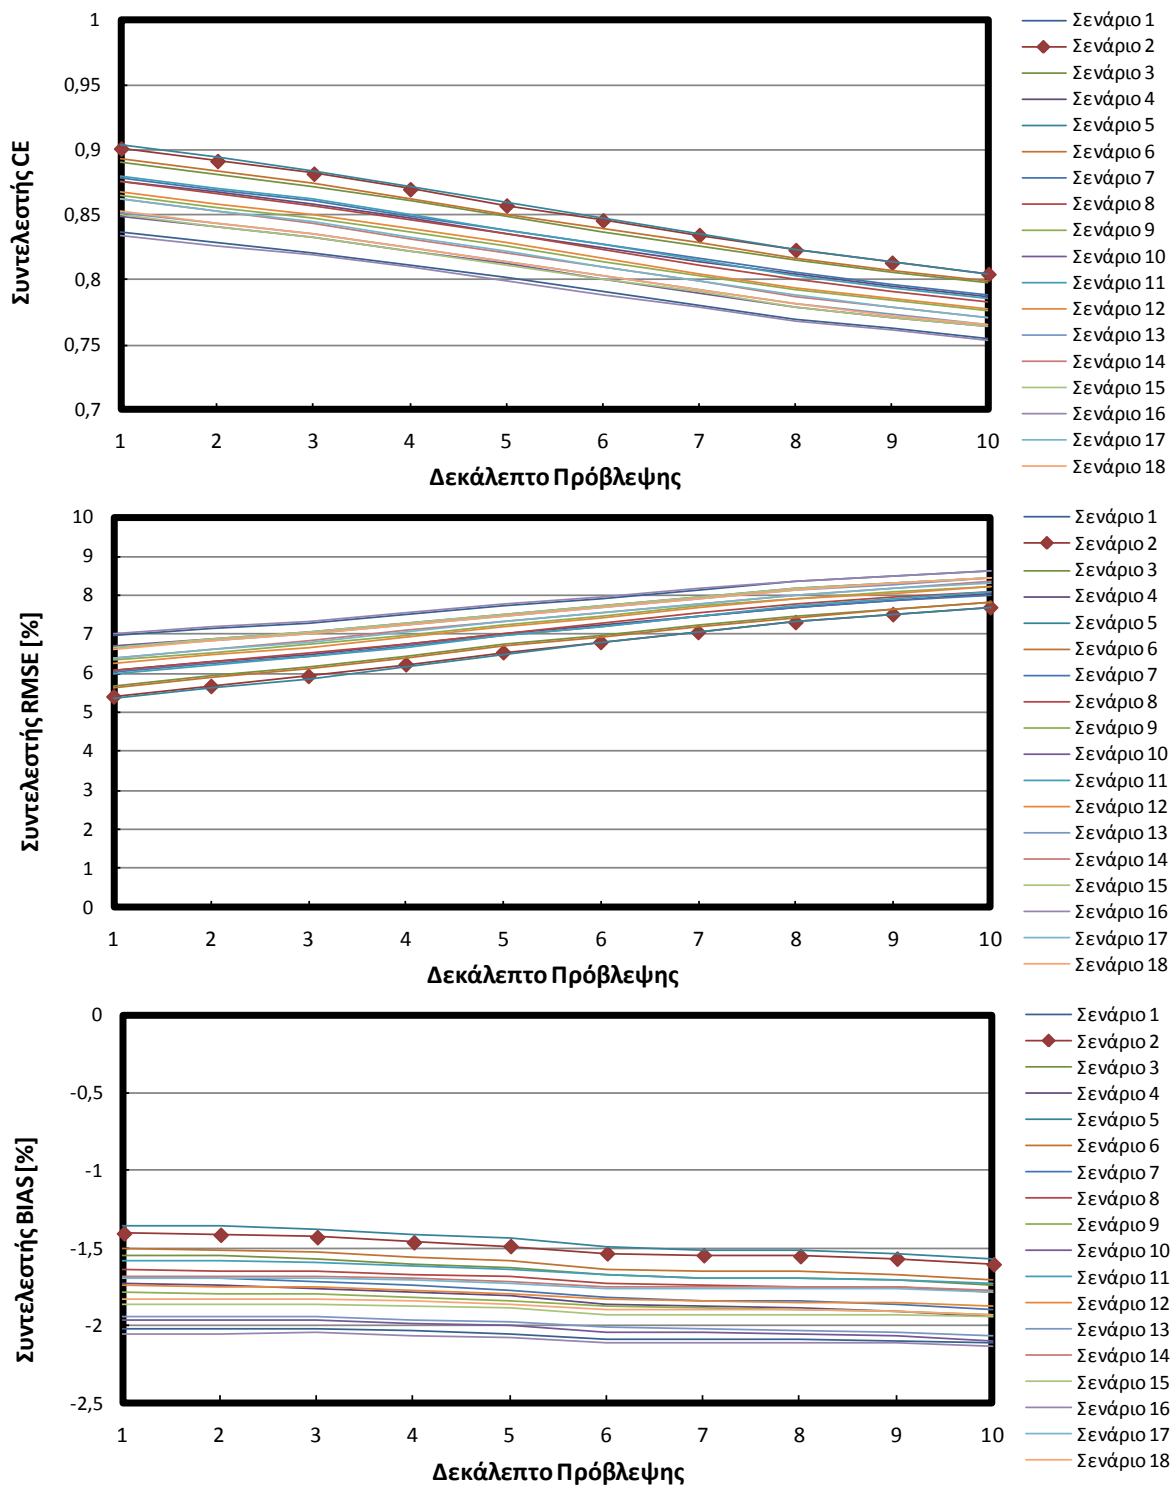 Συντελεστής CE
1
0,95
0,9
0,85
0,8
0,75
0,7
1 2 3 4 5 6 7 8 9 10
Δεκάλεπτο Πρόβλεψης
Σενάριο 1
Σενάριο 2
Σενάριο 3
Σενάριο 4
Σενάριο 5
Σενάριο 6
Σενάριο 7
Σενάριο 8
Σενάριο 9
Σενάριο 10
Σενάριο 11
Σενάριο 12
Σενάριο 13
Σενάριο 14
Σενάριο 15
Σενάριο 16
Σενάριο 17
Σενάριο 18
Συντελεστής RMSE [%]
10
9
8
7
6
5
4
3
2
1
0
1 2 3 4 5 6 7 8 9 10
Δεκάλεπτο Πρόβλεψης
Σενάριο 1
Σενάριο 2
Σενάριο 3
Σενάριο 4
Σενάριο 5
Σενάριο 6
Σενάριο 7
Σενάριο 8
Σενάριο 9
Σενάριο 10
Σενάριο 11
Σενάριο 12
Σενάριο 13
Σενάριο 14
Σενάριο 15
Σενάριο 16
Σενάριο 17
Σενάριο 18
Συντελεστής BIAS [%]
0
-0,5
-1
-1,5
-2
-2,5
1 2 3 4 5 6 7 8 9 10
Δεκάλεπτο Πρόβλεψης
Σενάριο 1
Σενάριο 2
Σενάριο 3
Σενάριο 4
Σενάριο 5
Σενάριο 6
Σενάριο 7
Σενάριο 8
Σενάριο 9
Σενάριο 10
Σενάριο 11
Σενάριο 12
Σενάριο 13
Σενάριο 14
Σενάριο 15
Σενάριο 16
Σενάριο 17
Σενάριο 18